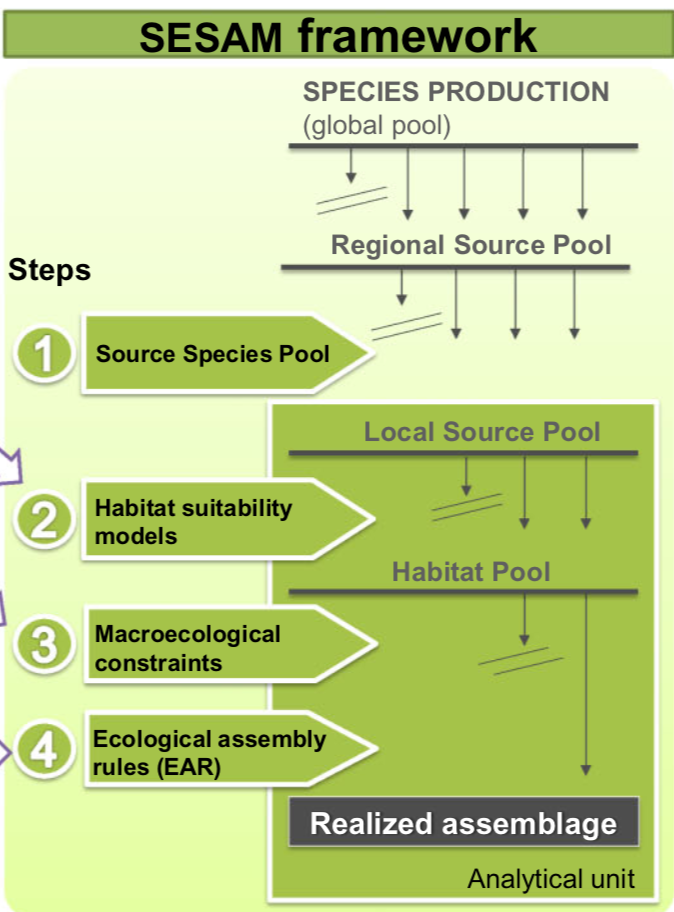 SESAM framework
SPECIES PRODUCTION
(global pool)
Regional Source Pool
Steps
1
Source Species Pool
Local Source Pool
2
Habitat suitability
models
Habitat Pool
3
Macroecological
constraints
4
Ecological assembly
rules (EAR)
Realized assemblage
Analytical unit